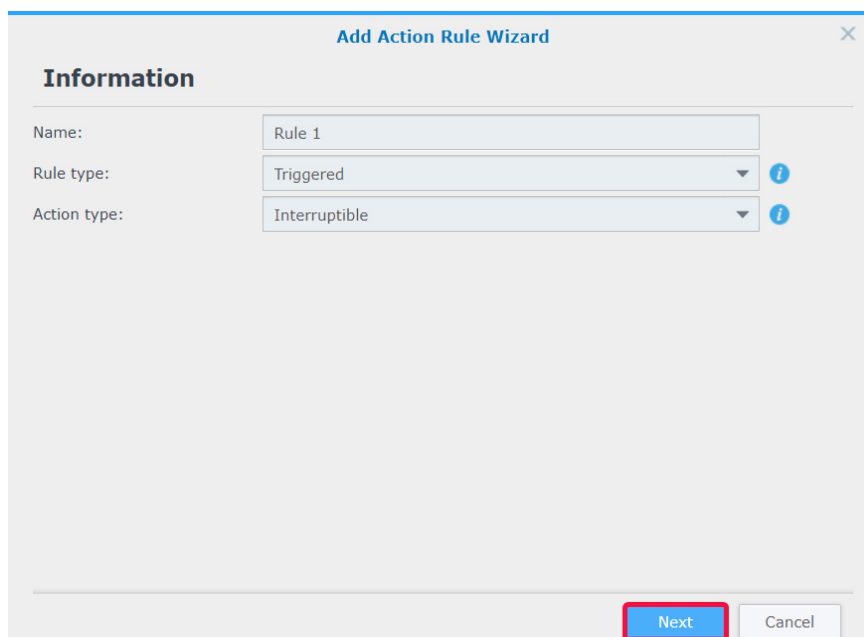 Add Action Rule Wizard
Information
Name: Rule 1
Rule type: Triggered
Action type: Interruptible
Next Cancel